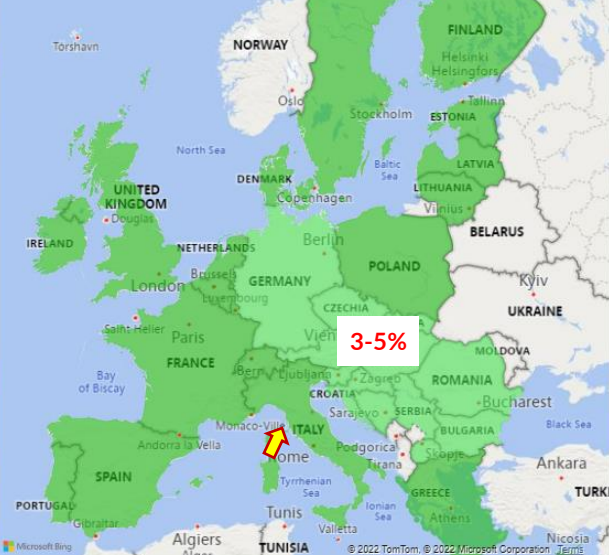 FINLAND
Tórshavn
NORWAY
Helsinki
Helsingfors
Oslo
Tallinn
Stockholm
ESTONIA
North Sea
Baltic
Sea
LATVIA
DENMARK
Copenhagen
LITHUANIA
UNITED
KINGDOM
Vilnius
Douglas
BELARUS
IRELAND
NETHERLANDS
Berlin
London
Brussels
POLAND
GERMANY
Kyiv
Luxembourg
CZECHIA
UKRAINE
Saint Helier
Paris
Vien
3-5%
MOLDOVA
FRANCE
Bern
Ljubljana
Zagreb
ROMANIA
Bay
of Biscay
CROATIA
Bucharest
Sarajevo
SERBIA
Monaco-Ville
ITALY
BULGARIA
Black Sea
Andorra la Vella
Podgorica
Skopje
Rome
Tirana
Ankara
SPAIN
Tyrrhenian
Sea
GREECE
TURK
PORTUGAL
Ionian
Sea
Athens
Gibraltar
Tunis
Valletta
Algiers
TUNISIA
Nicosia
Microsoft Bing
© 2022 TomTom, © 2022 Microsoft Corporation Terms